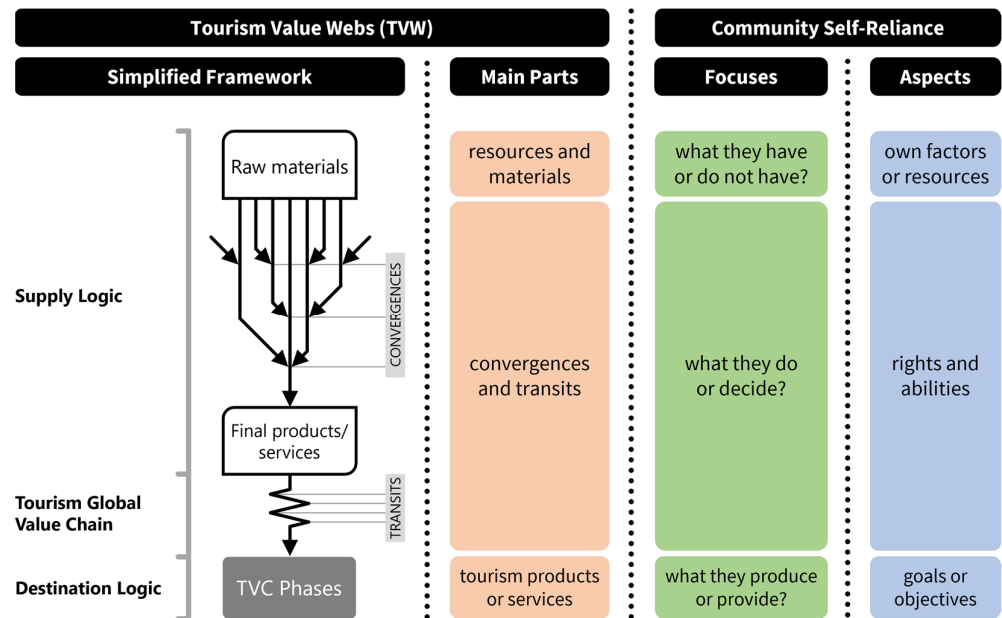 Tourism Value Webs (TVW)
Community Self-Reliance
Simplified Framework
Main Parts
Focuses
Aspects
Raw materials
resources and
materials
what they have
or do not have?
own factors
or resources
Supply Logic
CONVERGENCES
convergences
and transits
what they do
or decide?
rights and
abilities
Final products/
services
Tourism Global
Value Chain
TRANSITS
Destination Logic
TVC Phases
tourism products
or services
what they produce
or provide?
goals or
objectives